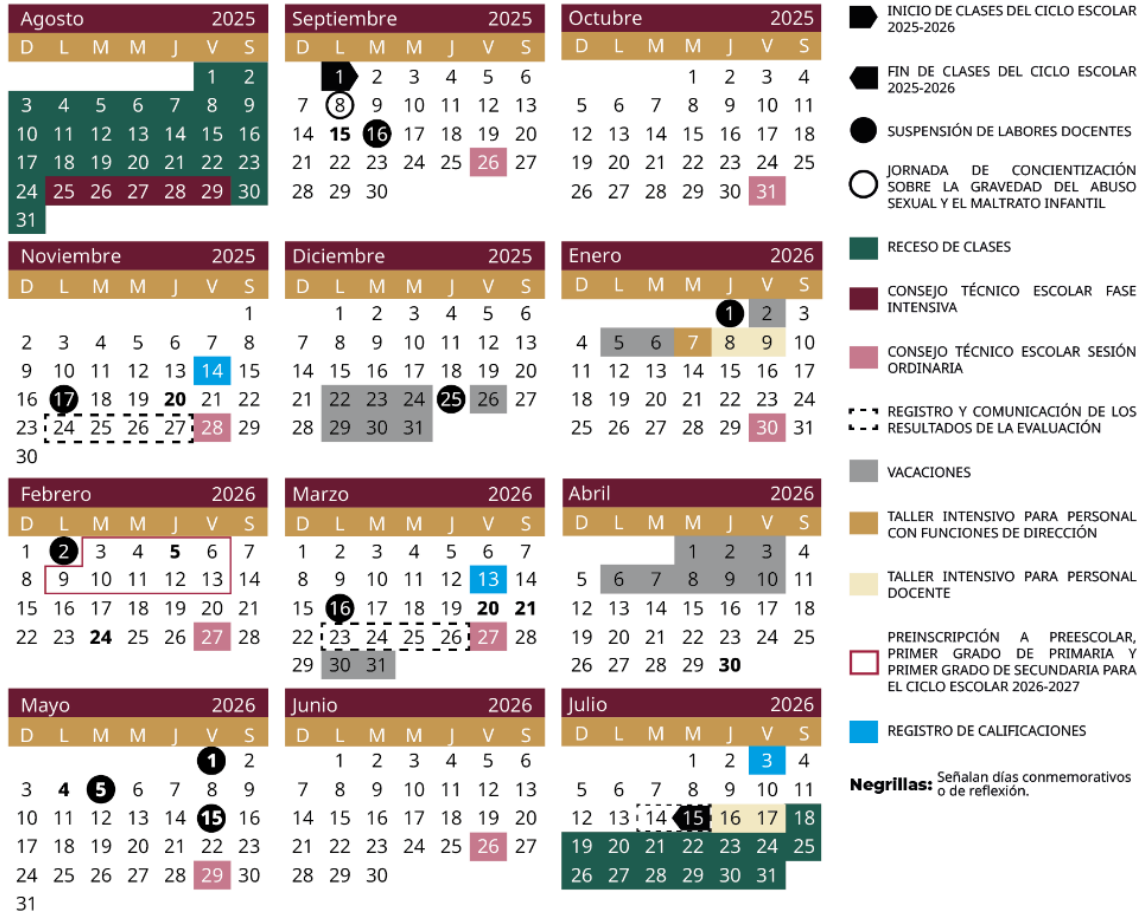 Agosto 2025
D L M M J V S
1 2
3 4 5 6 7 8 9
10 11 12 13 14 15 16
17 18 19 20 21 22 23
24 25 26 27 28 29 30
31
Septiembre 2025
D L M M J V S
1 2 3 4 5 6
7 8 9 10 11 12 13
14 15 16 17 18 19 20
21 22 23 24 25 26 27
28 29 30
Octubre 2025
D L M M J V S
1 2 3 4
5 6 7 8 9 10 11
12 13 14 15 16 17 18
19 20 21 22 23 24 25
26 27 28 29 30 31
Noviembre 2025
D L M M J V S
1
2 3 4 5 6 7 8
9 10 11 12 13 14 15
16 17 18 19 20 21 22
23 24 25 26 27 28 29
30
Diciembre 2025
D L M M J V S
1 2 3 4 5 6
7 8 9 10 11 12 13
14 15 16 17 18 19 20
21 22 23 24 25 26 27
28 29 30 31
Enero 2026
D L M M J V S
1 2 3
4 5 6 7 8 9 10
11 12 13 14 15 16 17
18 19 20 21 22 23 24
25 26 27 28 29 30 31
Febrero 2026
D L M M J V S
1 2 3 4 5 6 7
8 9 10 11 12 13 14
15 16 17 18 19 20 21
22 23 24 25 26 27 28
Marzo 2026
D L M M J V S
1 2 3 4 5 6 7
8 9 10 11 12 13 14
15 16 17 18 19 20 21
22 23 24 25 26 27 28
29 30 31
Abril 2026
D L M M J V S
1 2 3 4
5 6 7 8 9 10 11
12 13 14 15 16 17 18
19 20 21 22 23 24 25
26 27 28 29 30
Mayo 2026
D L M M J V S
1 2
3 4 5 6 7 8 9
10 11 12 13 14 15 16
17 18 19 20 21 22 23
24 25 26 27 28 29 30
31
Junio 2026
D L M M J V S
1 2 3 4 5 6
7 8 9 10 11 12 13
14 15 16 17 18 19 20
21 22 23 24 25 26 27
28 29 30
Julio 2026
D L M M J V S
1 2 3 4
5 6 7 8 9 10 11
12 13 14 15 16 17 18
19 20 21 22 23 24 25
26 27 28 29 30 31
INICIO DE CLASES DEL CICLO ESCOLAR
2025-2026
FIN DE CLASES DEL CICLO ESCOLAR
2025-2026
SUSPENSIÓN DE LABORES DOCENTES
JORNADA DE CONCIENTIZACIÓN
SOBRE LA GRAVEDAD DEL ABUSO
SEXUAL Y EL MALTRATO INFANTIL
RECESO DE CLASES
CONSEJO TÉCNICO ESCOLAR FASE
INTENSIVA
CONSEJO TÉCNICO ESCOLAR SESIÓN
ORDINARIA
REGISTRO Y COMUNICACIÓN DE LOS
RESULTADOS DE LA EVALUACIÓN
VACACIONES
TALLER INTENSIVO PARA PERSONAL
CON FUNCIONES DE DIRECCIÓN
TALLER INTENSIVO PARA PERSONAL
DOCENTE
PREINSCRIPCIÓN A PREESCOLAR,
PRIMER GRADO DE PRIMARIA Y
PRIMER GRADO DE SECUNDARIA PARA
EL CICLO ESCOLAR 2026-2027
REGISTRO DE CALIFICACIONES
Negrillas: Señalan días conmemorativos
o de reflexión.